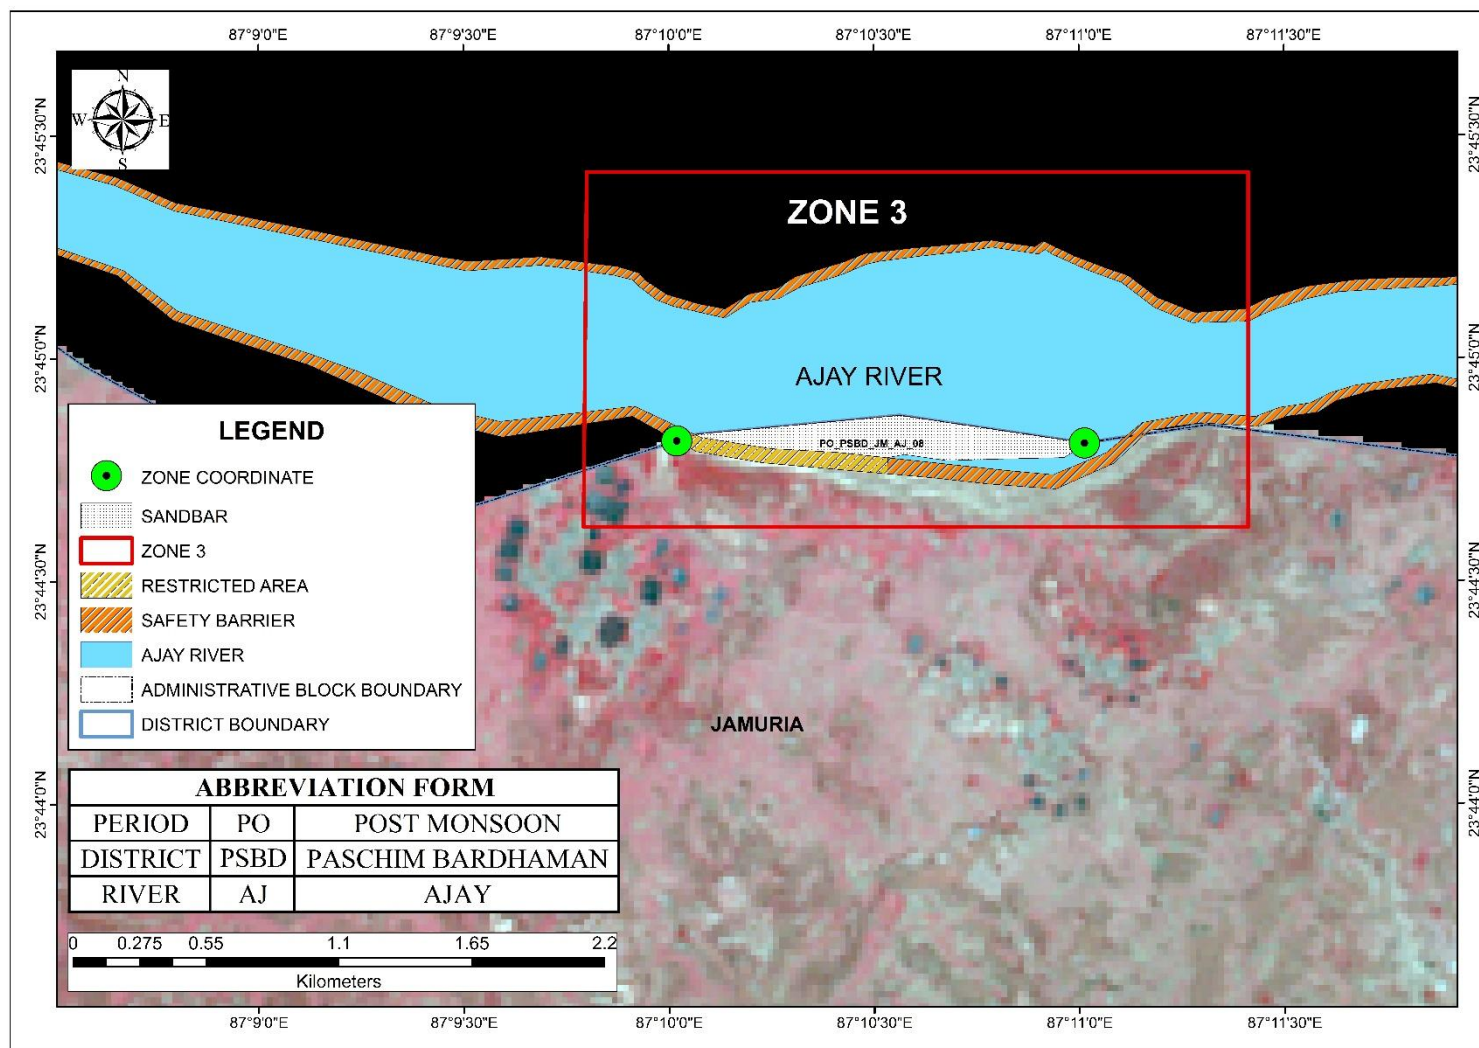 87°9'0"E 87°9'30"E 87°10'0"E 87°10'30"E 87°11'0"E 87°11'30"E
N
W E
S
23°45'30"N 23°45'30"N
ZONE 3
23°45'0"N 23°45'0"N
AJAY RIVER
PO_PSBD_JM_AJ_08
LEGEND
ZONE COORDINATE
SANDBAR
ZONE 3
RESTRICTED AREA
SAFETY BARRIER
AJAY RIVER
ADMINISTRATIVE BLOCK BOUNDARY
DISTRICT BOUNDARY
23°44'30"N 23°44'30"N
JAMURIA
ABBREVIATION FORM
PERIOD PO POST MONSOON
DISTRICT PSBD PASCHIM BARDHAMAN
RIVER AJ AJAY
23°44'0"N 23°44'0"N
0 0.275 0.55 1.1 1.65 2.2
Kilometers
87°9'0"E 87°9'30"E 87°10'0"E 87°10'30"E 87°11'0"E 87°11'30"E